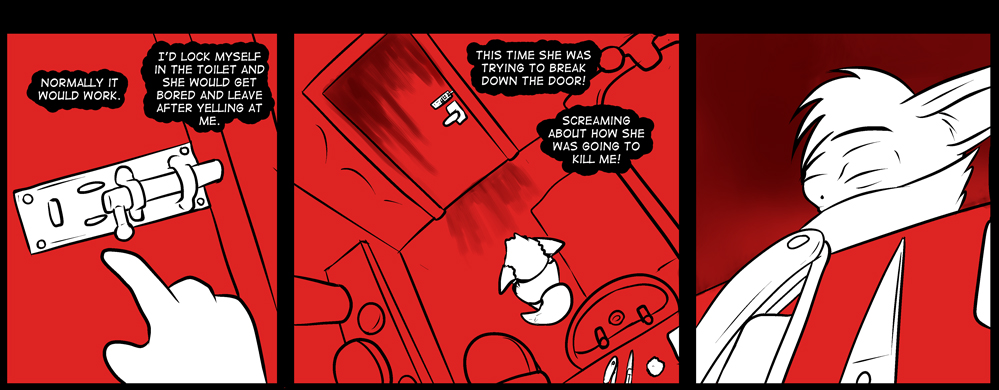 NORMALLY IT
WOULD WORK.
I'D LOCK MYSELF
IN THE TOILET AND
SHE WOULD GET
BORED AND LEAVE
AFTER YELLING AT
ME.
THIS TIME SHE WAS
TRYING TO BREAK
DOWN THE DOOR!
SCREAMING
ABOUT HOW SHE
WAS GOING TO
KILL ME!